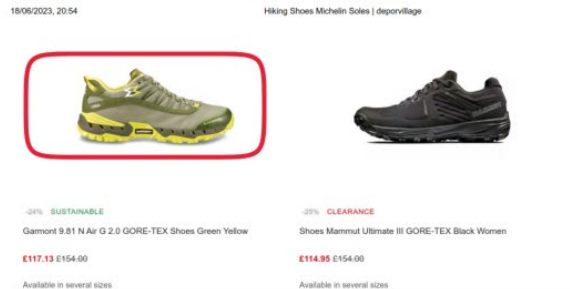 18/06/2023, 20:54
Hiking Shoes Michelin Soles | deporvillage
-24% SUSTAINABLE
-25% CLEARANCE
Garmont 9.81 N Air G 2.0 GORE-TEX Shoes Green Yellow
Shoes Mammut Ultimate III GORE-TEX Black Women
£117.13 £154.00
£114.95 £154.00
Available in several sizes
Available in several sizes